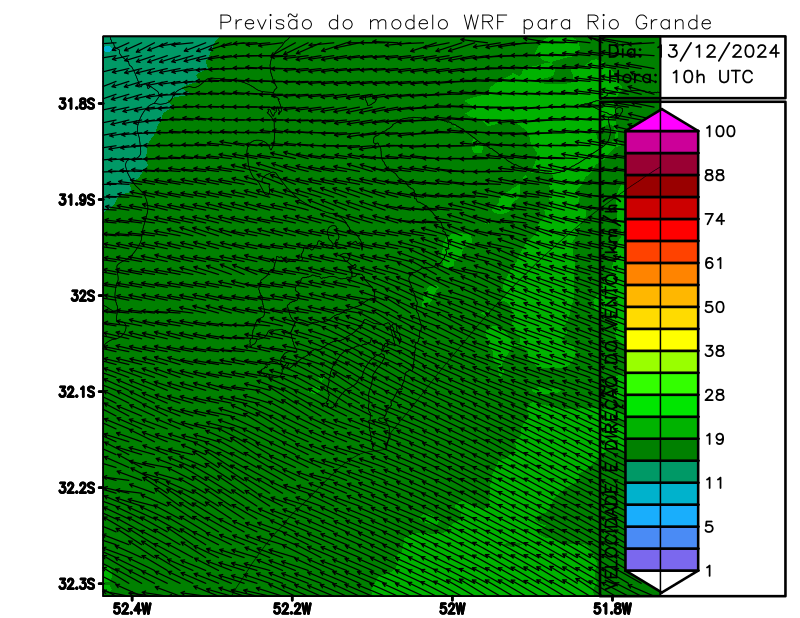 Previsão do modelo WRF para Rio Grande
Dia: 13/12/2024
Hora: 10h UTC
31.8S
31.9S
32S
32.1S
32.2S
32.3S
52.4W
52.2W
52W
51.8W
VELOCIDADE E DIREÇÃO DO VENTO (km/h)
100
88
74
61
50
38
28
19
11
5
1